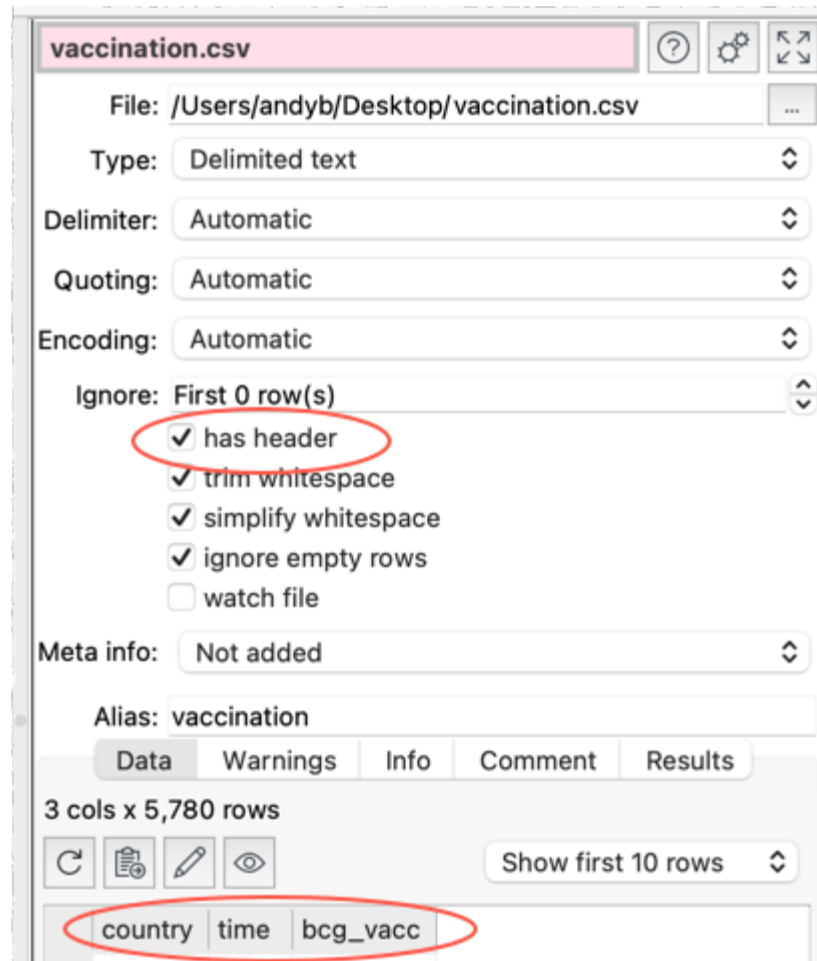 vaccination.csv
File: /Users/andyb/Desktop/vaccination.csv ...
Type: Delimited text
Delimiter: Automatic
Quoting: Automatic
Encoding: Automatic
Ignore: First 0 row(s)
has header
trim whitespace
simplify whitespace
ignore empty rows
watch file
Meta info: Not added
Alias: vaccination
Data Warnings Info Comment Results
3 cols x 5,780 rows
Show first 10 rows
country time bcg_vacc